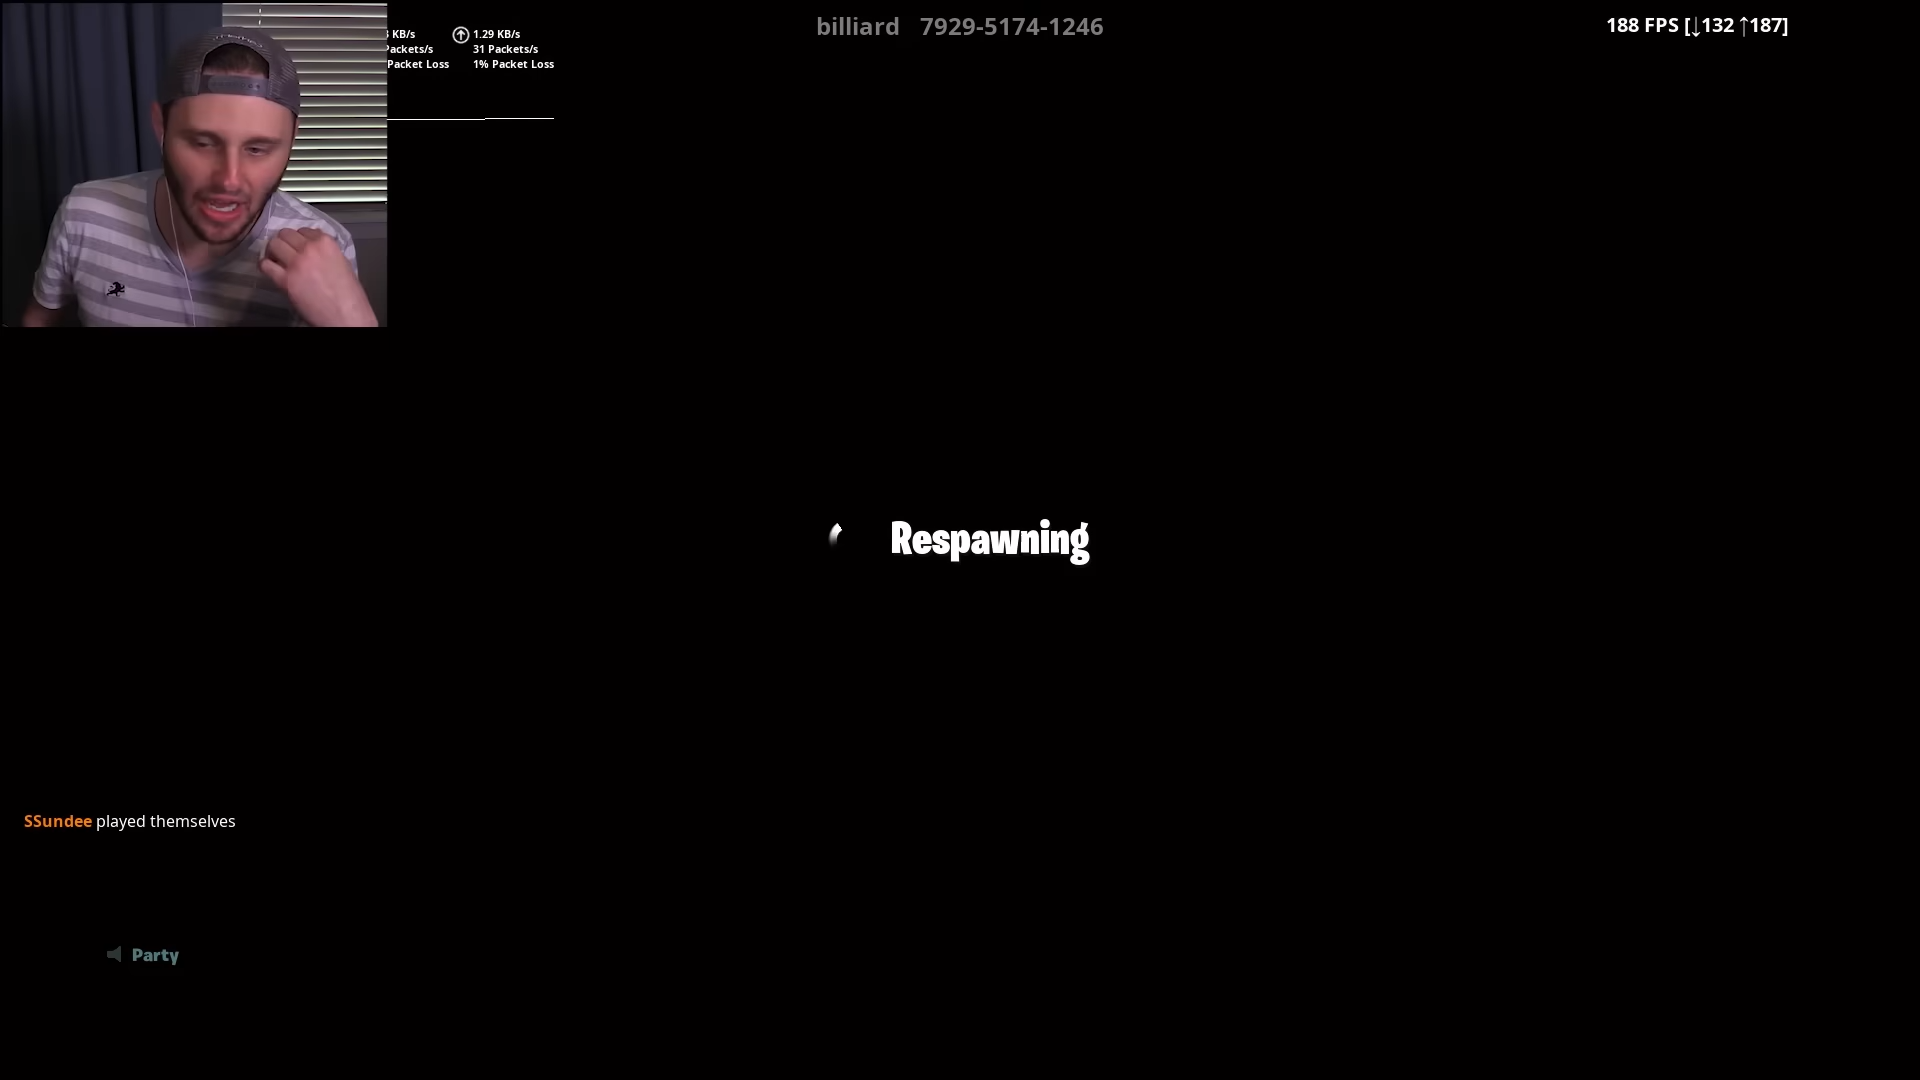 KB/s
1.29 KB/s
Packets/s
31 Packets/s
Packet Loss
1% Packet Loss
billiard 7929-5174-1246
188 FPS [↓132 ↑187]
Respawning
SSundee played themselves
Party